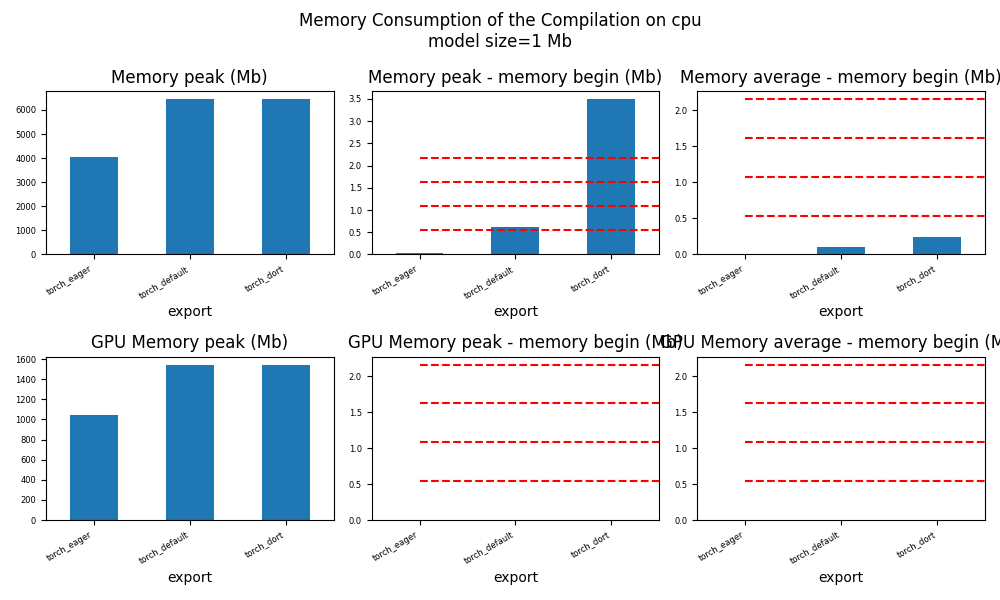 Memory Consumption of the Compilation on cpu
model size=1 Mb
Memory peak (Mb)
6000
5000
4000
3000
2000
1000
0
torch_eager
torch_default
torch_dort
export
Memory peak - memory begin (Mb)
3.5
3.0
2.5
2.0
1.5
1.0
0.5
0.0
torch_eager
torch_default
torch_dort
export
Memory average - memory begin (Mb)
2.0
1.5
1.0
0.5
0.0
torch_eager
torch_default
torch_dort
export
GPU Memory peak (Mb)
1600
1400
1200
1000
800
600
400
200
0
torch_eager
torch_default
torch_dort
export
GPU Memory peak - memory begin (Mb)
2.0
1.5
1.0
0.5
0.0
torch_eager
torch_default
torch_dort
export
GPU Memory average - memory begin (M
2.0
1.5
1.0
0.5
0.0
torch_eager
torch_default
torch_dort
export